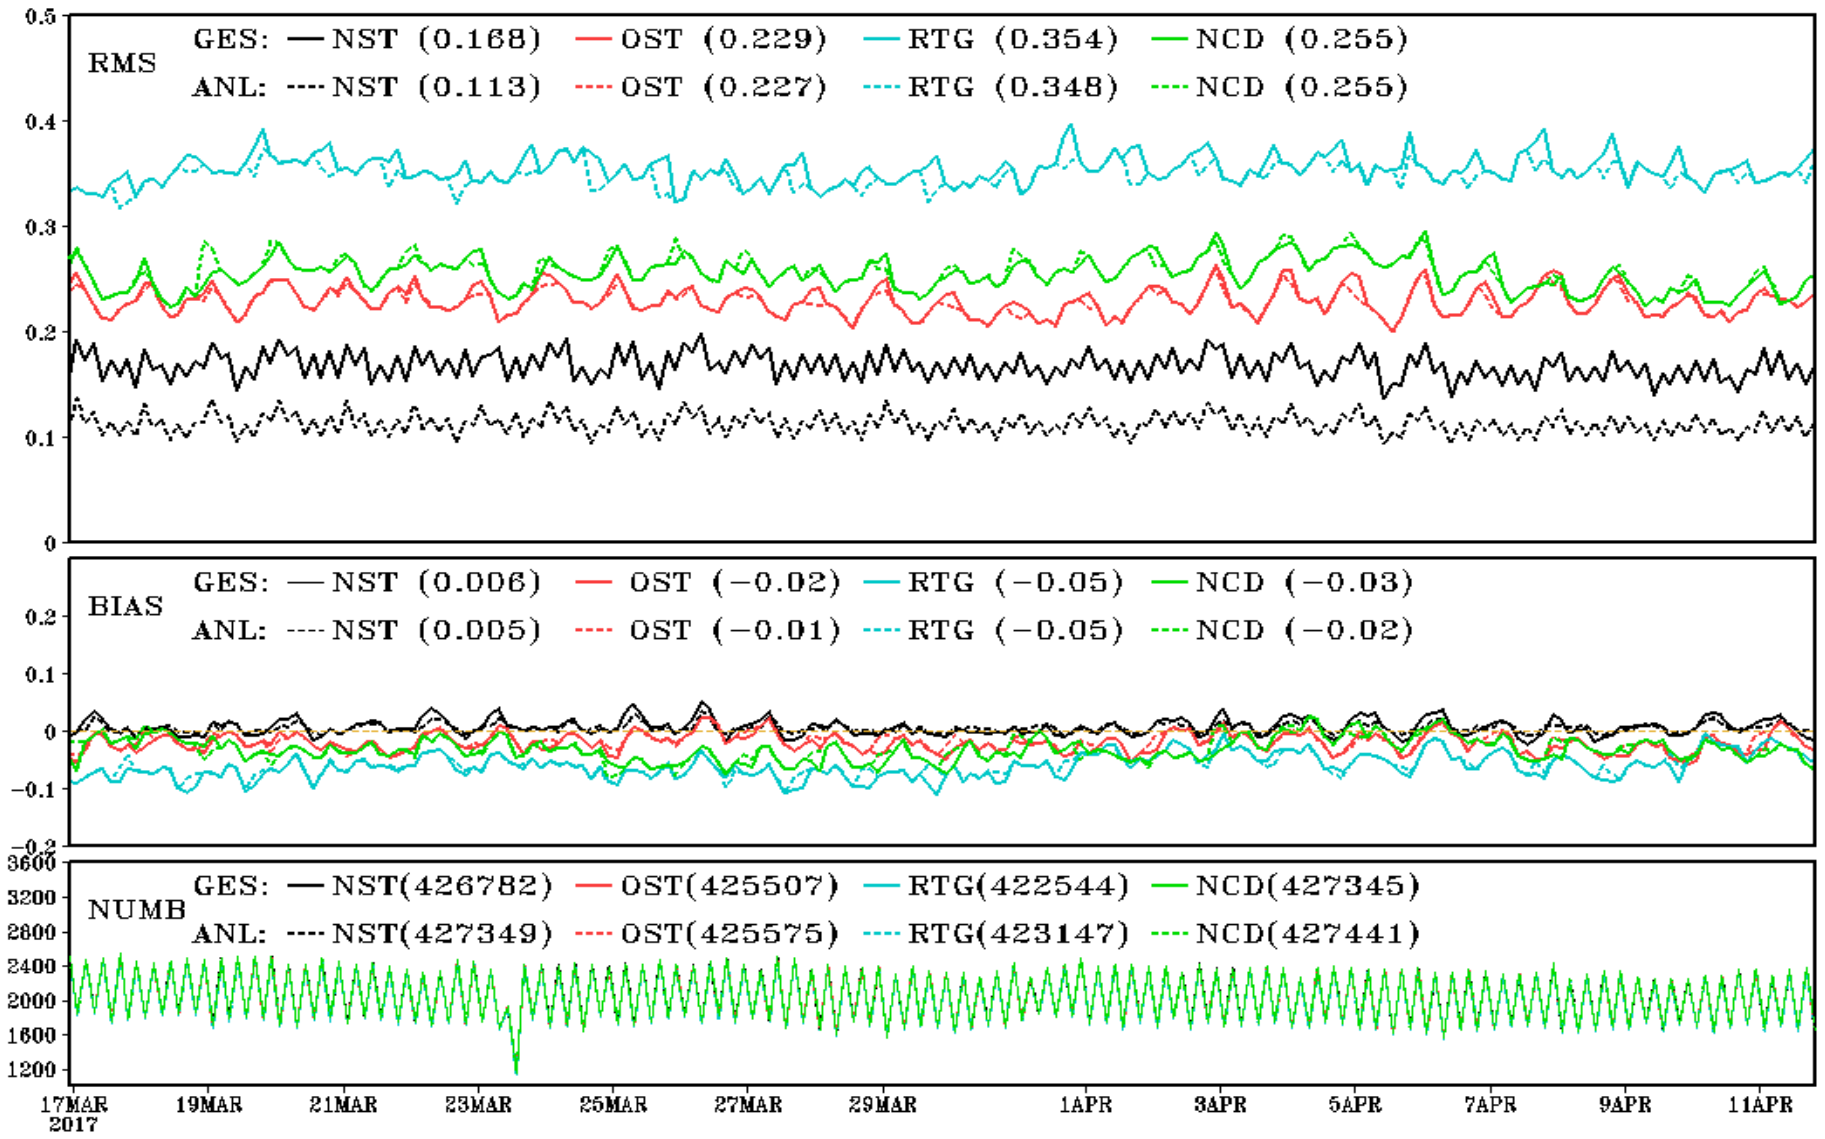 0.5
RMS
GES: NST (0.168) OST (0.229) RTG (0.354) NCD (0.255)
ANL: NST (0.113) OST (0.227) RTG (0.348) NCD (0.255)
0.4
0.3
0.2
0.1
0
BIAS
GES: NST (0.006) OST (−0.02) RTG (−0.05) NCD (−0.03)
ANL: NST (0.005) OST (−0.01) RTG (−0.05) NCD (−0.02)
0.2
0.1
0
−0.1
−0.2
3600
NUMB
GES: NST(426782) OST(425507) RTG(422544) NCD(427345)
ANL: NST(427349) OST(425575) RTG(423147) NCD(427441)
3200
2800
2400
2000
1600
1200
17MAR 19MAR 21MAR 23MAR 25MAR 27MAR 29MAR 1APR 3APR 5APR 7APR 9APR 11APR
2017